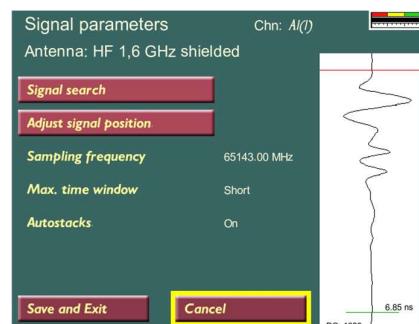 Signal parameters Chn: AI(1)
Antenna: HF 1,6 GHz shielded
Signal search
Adjust signal position
Sampling frequency 65143.00 MHz
Max. time window Short
Autostacks On
6.85 ns
Save and Exit Cancel